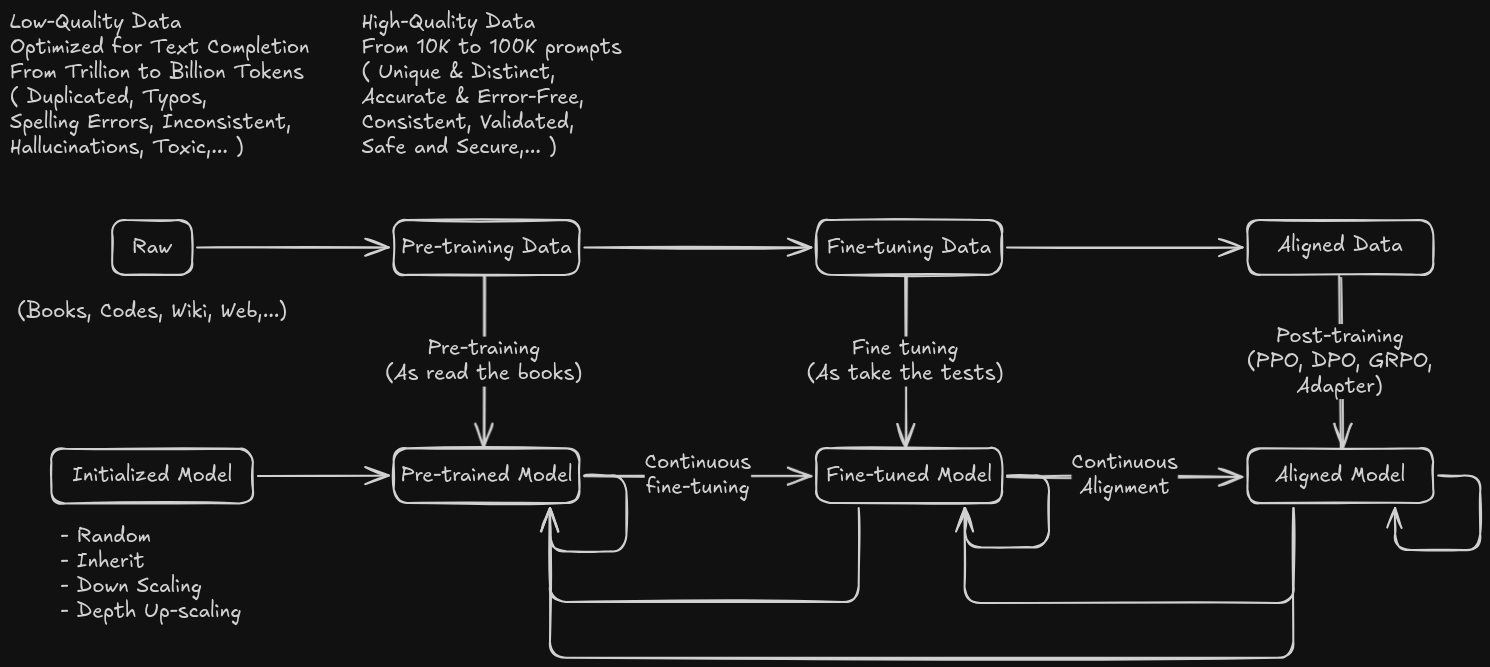 Low-Quality Data
Optimized for Text Completion
From Trillion to Billion Tokens
( Duplicated, Typos,
Spelling Errors, Inconsistent,
Hallucinations, Toxic,... )
High-Quality Data
From 10K to 100K prompts
( Unique & Distinct,
Accurate & Error-Free,
Consistent, Validated,
Safe and Secure,... )
Raw
Pre-training Data
Fine-tuning Data
Aligned Data
(Books, Codes, Wiki, Web,...)
Pre-training
(As read the books)
Fine tuning
(As take the tests)
Post-training
(PPO, DPO, GRPO,
Adapter)
Initialized Model
Pre-trained Model
Continuous
fine-tuning
Fine-tuned Model
Continuous
Alignment
Aligned Model
- Random
- Inherit
- Down Scaling
- Depth Up-scaling